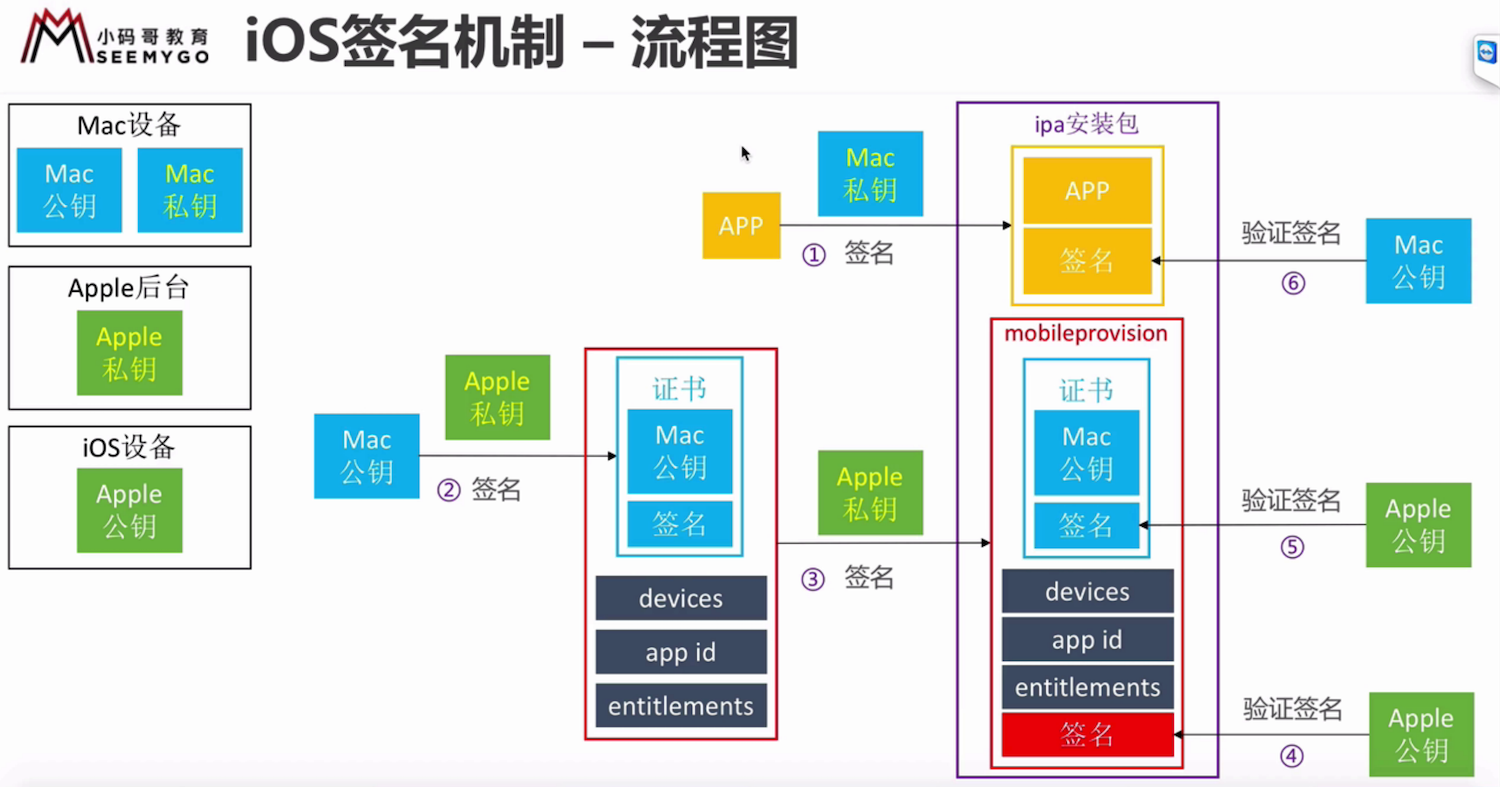 小码哥教育
SEEMYGO
iOS签名机制 – 流程图
Mac设备
Mac
公钥
Mac
私钥
Apple后台
Apple
私钥
iOS设备
Apple
公钥
APP
Mac
私钥
① 签名
Mac
公钥
Apple
私钥
② 签名
证书
Mac
公钥
签名
devices
app id
entitlements
Apple
私钥
③ 签名
ipa安装包
APP
签名
mobileprovision
证书
Mac
公钥
签名
devices
app id
entitlements
签名
验证签名
⑥
Mac
公钥
验证签名
⑤
Apple
公钥
验证签名
④
Apple
公钥